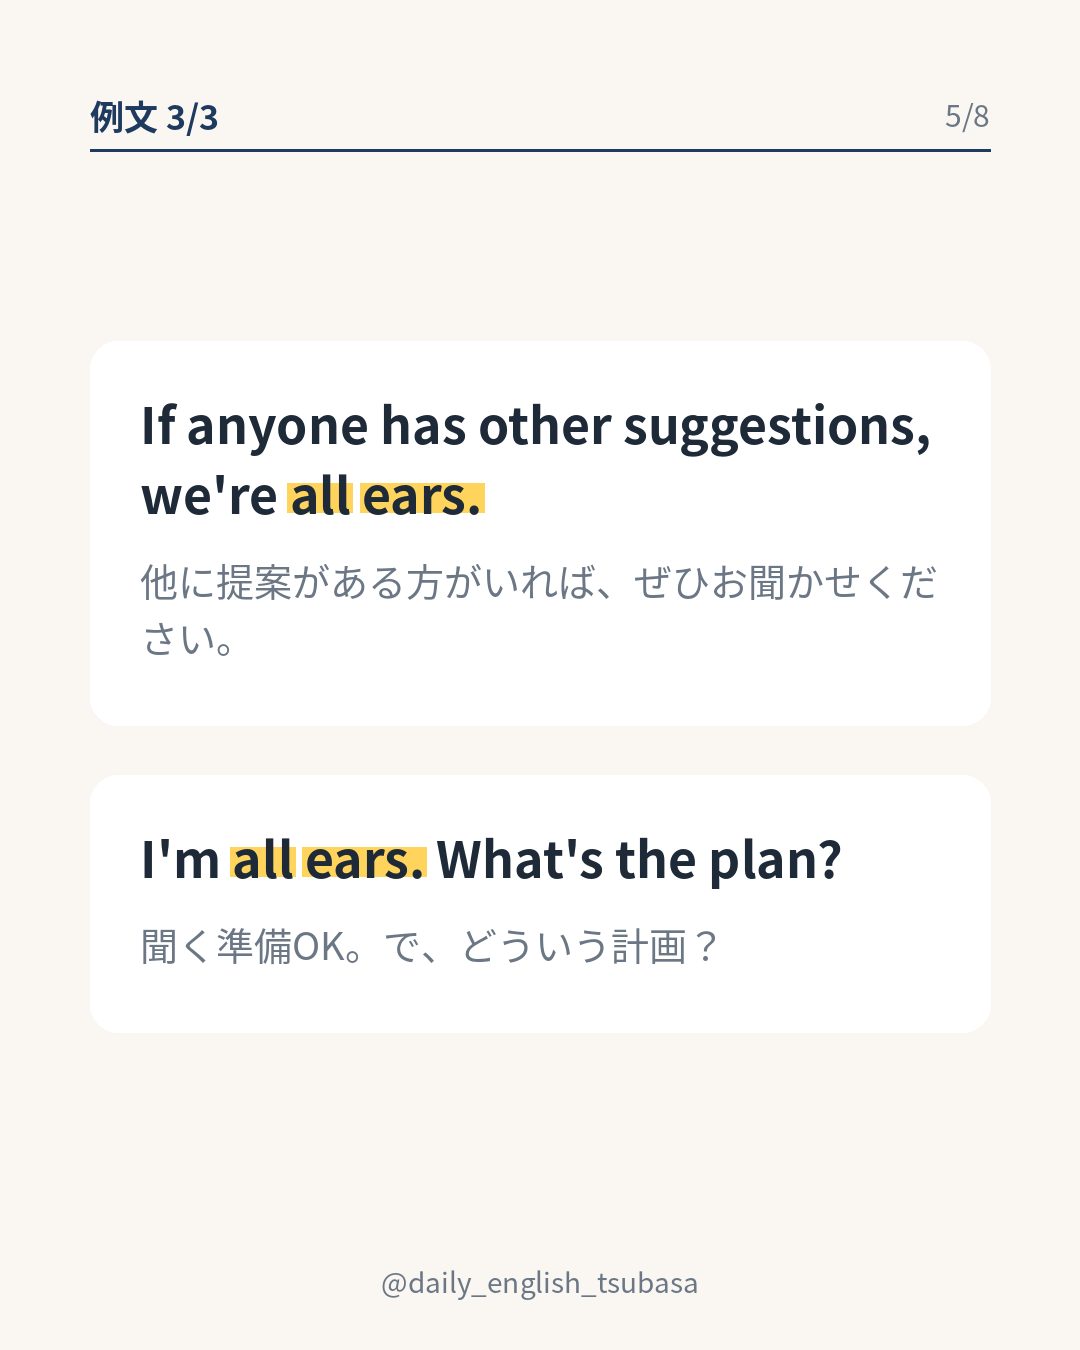 例文 3/3
5/8
If anyone has other suggestions,
we're all ears.
他に提案がある方がいれば、ぜひお聞かせくだ
さい。
I'm all ears. What's the plan?
聞く準備OK。で、どういう計画？
@daily_english_tsubasa